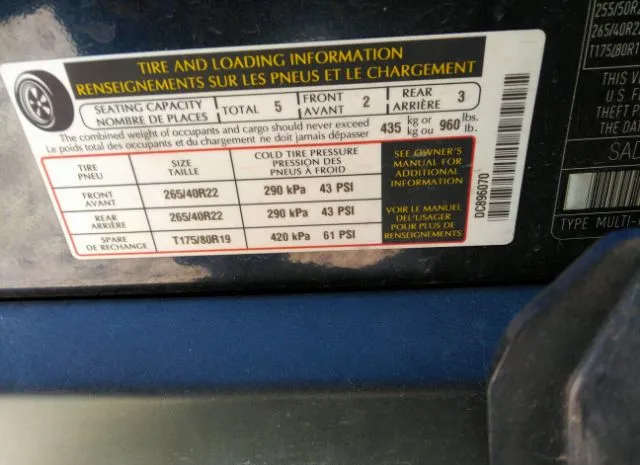 TIRE AND LOADING INFORMATION
RENSEIGNEMENTS SUR LES PNEUS ET LE CHARGEMENT
SEATING CAPACITY
NOMBRE DE PLACES
TOTAL 5
FRONT
AVANT 2
REAR
ARRIÈRE 3
The combined weight of occupants and cargo should never exceed
Le poids total des occupants et du chargement ne doit jamais dépasser
435 kg or
kg ou 960 lbs.
lb.
TIRE
PNEU
SIZE
TAILLE
COLD TIRE PRESSURE
PRESSION DES
PNEUS À FROID
FRONT
AVANT
265/40R22
290 kPa 43 PSI
REAR
ARRIÈRE
265/40R22
290 kPa 43 PSI
SPARE
DE RECHANGE
T175/80R19
420 kPa 61 PSI
SEE OWNER'S
MANUAL FOR
ADDITIONAL
INFORMATION
VOIR LE MANUEL
DEL'USAGER
POUR PLUS DE
RENSEIGNEMENTS
DC896070
255/50R
265/40R2
T175/80R
THIS
U S F
THEFT P
THE DA
SAD
TYPE MULTI-